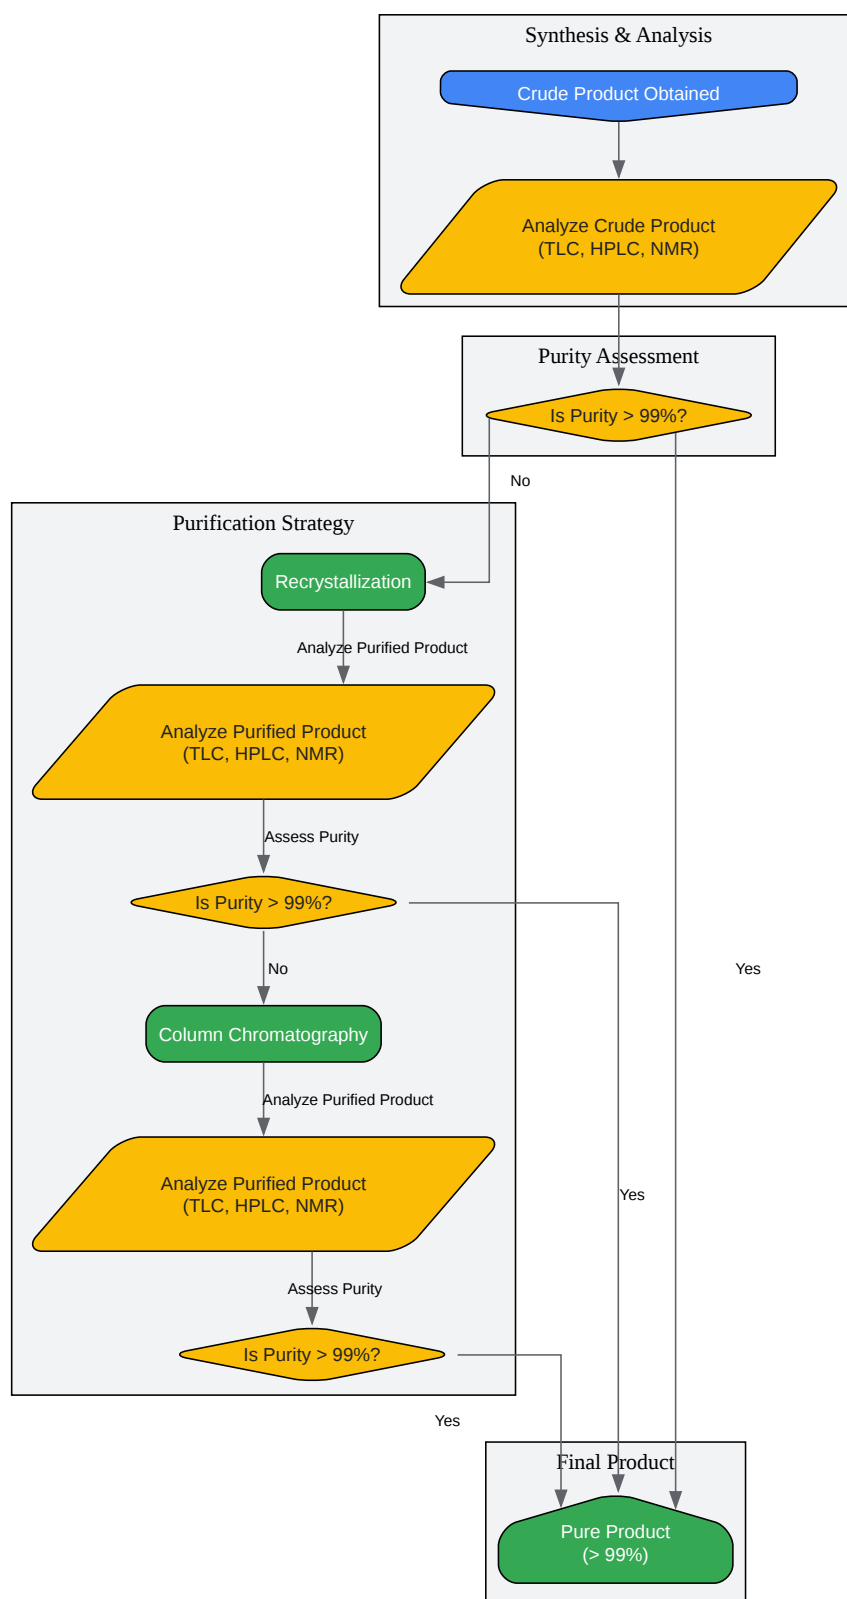 Synthesis & Analysis
Crude Product Obtained
Analyze Crude Product
(TLC, HPLC, NMR)
Purity Assessment
Is Purity > 99%?
No
Purification Strategy
Recrystallization
Analyze Purified Product
Analyze Purified Product
(TLC, HPLC, NMR)
Assess Purity
Is Purity > 99%?
No
Yes
Column Chromatography
Analyze Purified Product
Analyze Purified Product
(TLC, HPLC, NMR)
Yes
Assess Purity
Is Purity > 99%?
Yes
Final Product
Pure Product
(> 99%)